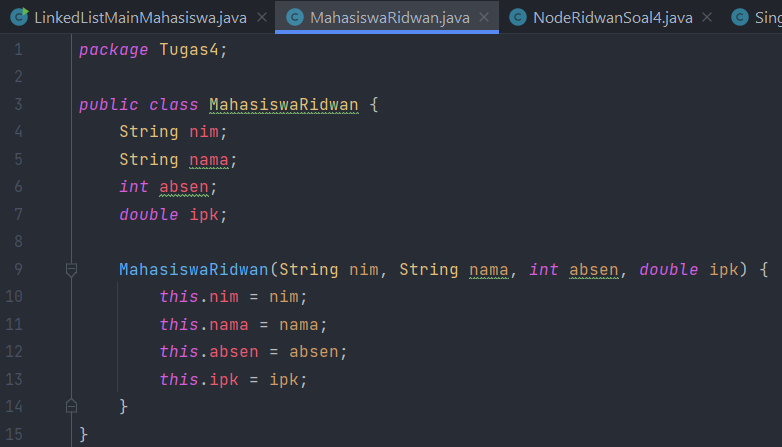 LinkedListMainMahasiswa.java × MahasiswaRidwan.java × NodeRidwanSoal4.java × Sing
1 package Tugas4;
2
3 public class MahasiswaRidwan {
4     String nim;
5     String nama;
6     int absen;
7     double ipk;
8
9     MahasiswaRidwan(String nim, String nama, int absen, double ipk) {
10         this.nim = nim;
11         this.nama = nama;
12         this.absen = absen;
13         this.ipk = ipk;
14     }
15 }